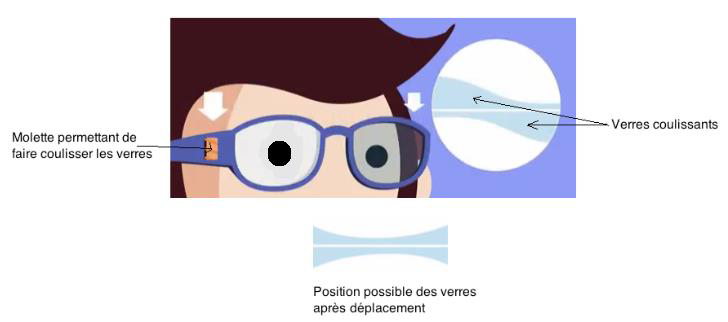 Molette permettant de
faire coulisser les verres
Verres coulissants
Position possible des verres
après déplacement